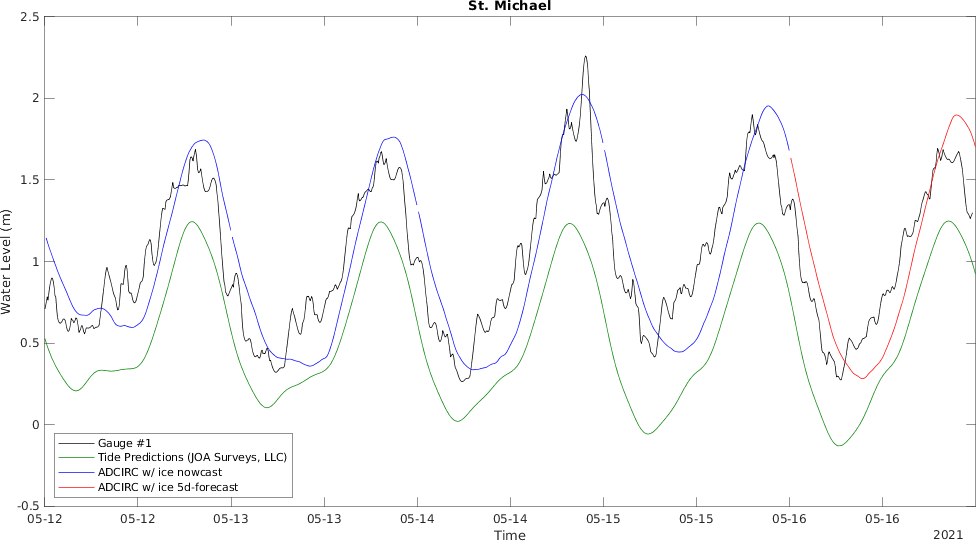 St. Michael
2.5
2
1.5
1
0.5
0
-0.5
Water Level (m)
Gauge #1
Tide Predictions (JOA Surveys, LLC)
ADCIRC w/ ice nowcast
ADCIRC w/ ice 5d-forecast
05-12 05-12 05-13 05-13 05-14 05-14 05-15 05-15 05-16 05-16
Time
2021